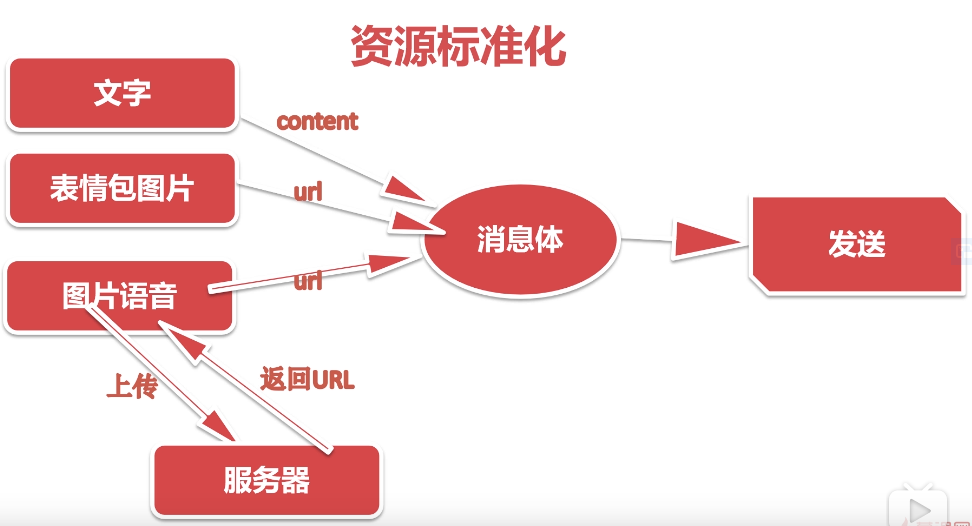 资源标准化
文字
content
表情包图片
url
消息体
发送
图片语音
url
上传
返回URL
服务器